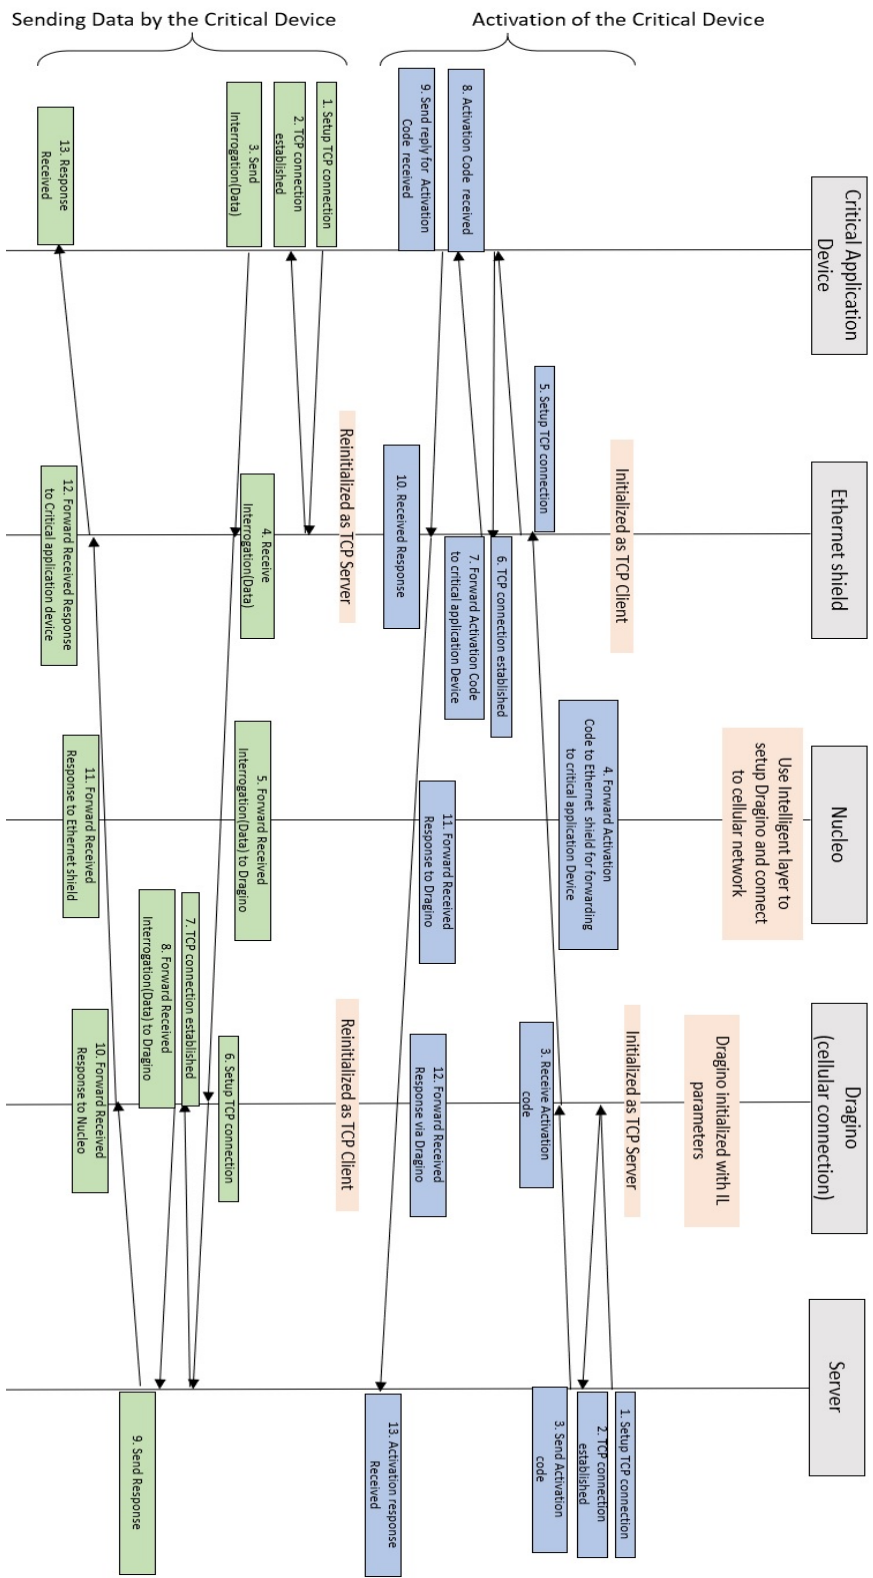 Sending Data by the Critical Device
Activation of the Critical Device
Critical Application
Device
Ethernet shield
Nucleo
Dragino
(cellular connection)
Server
Use Intelligent layer to
setup Dragino and connect
to cellular network
Dragino initialized with IL
parameters
Initialized as TCP Client
Initialized as TCP Server
1. Setup TCP connection
2. TCP connection
established
3. Send Activation
code
3. Receive Activation
code
4. Forward Activation
Code to Ethernet shield for forwarding
to critical application Device
5. Setup TCP connection
6. TCP connection established
7. Forward Activation Code
to critical application Device
8. Activation Code received
9. Send reply for Activation
Code received
10. Received Response
11. Forward Received
Response to Dragino
12. Forward Received
Response via Dragino
13. Activation response
Received
Reinitialized as TCP Server
Reinitialized as TCP Client
1. Setup TCP connection
2. TCP connection
established
3. Send
Interrogation(Data)
4. Receive
Interrogation(Data)
5. Forward Received
Interrogation(Data) to Dragino
6. Setup TCP connection
7. TCP connection established
8. Forward Received
Interrogation(Data) to Dragino
9. Send Response
10. Forward Received
Response to Nucleo
11. Forward Received
Response to Ethernet shield
12. Forward Received Response
to Critical application device
13. Response
Received